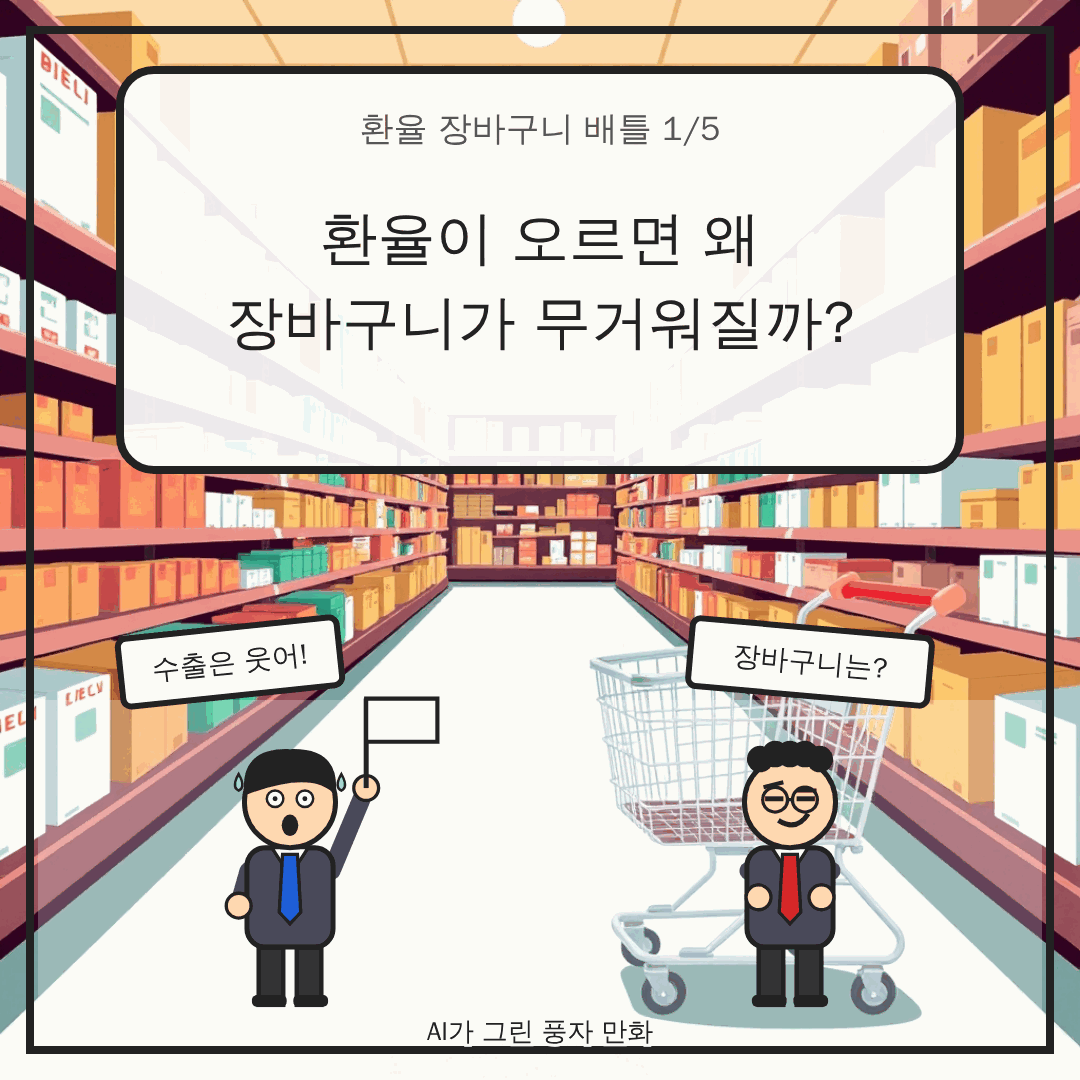 환율 장바구니 배틀 1/5
환율이 오르면 왜
장바구니가 무거워질까?
수출은 웃어!
장바구니는?
AI가 그린 풍자 만화